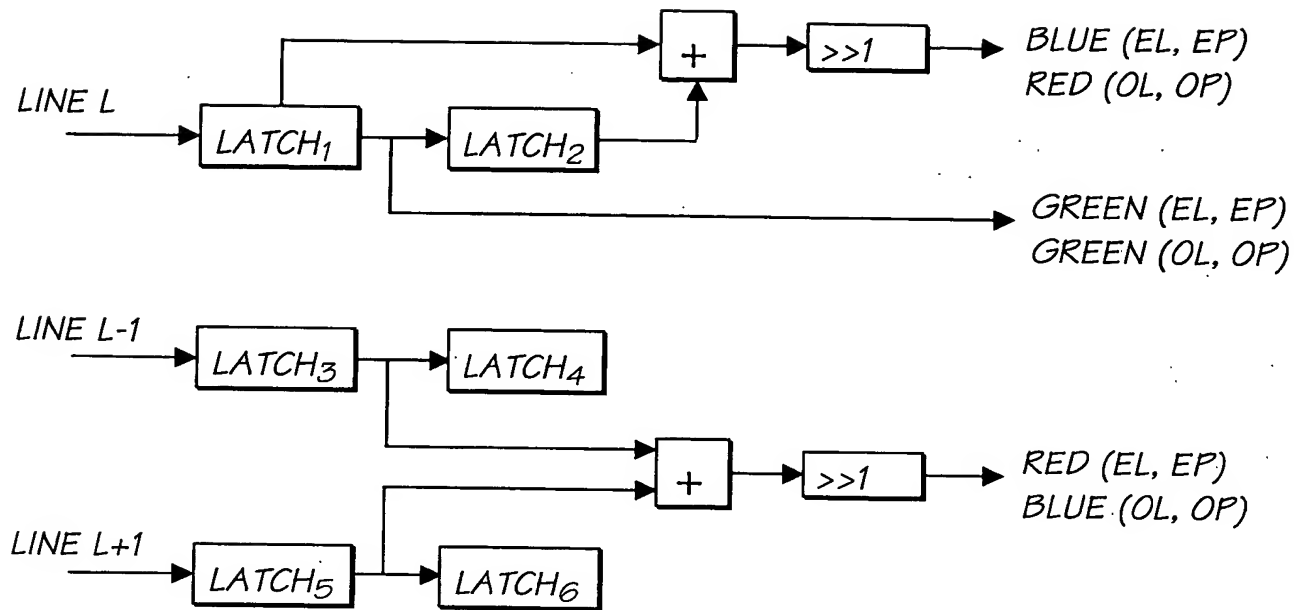 BLUE (EL, EP)
+ >>1
RED (OL, OP)
LINE L
LATCH₁ LATCH₂
GREEN (EL, EP)
GREEN (OL, OP)
LINE L-1
LATCH₃ LATCH₄
RED (EL, EP)
+ >>1
BLUE (OL, OP)
LINE L+1
LATCH₅ LATCH₆